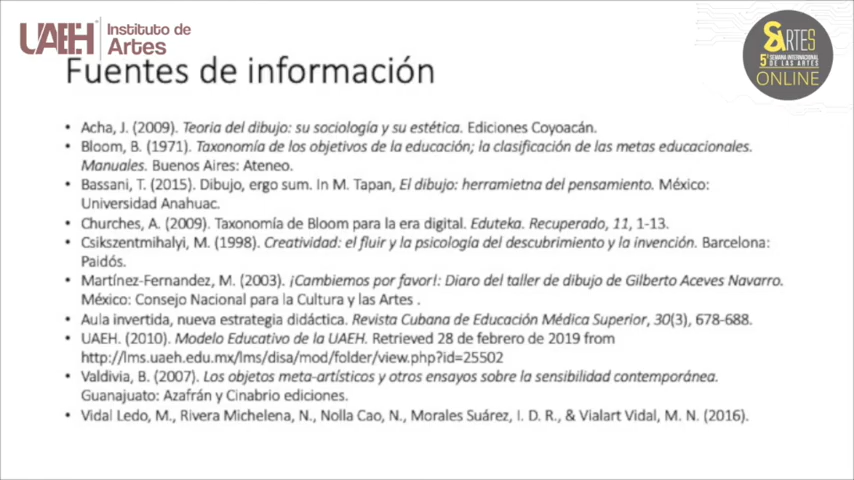 UAEH
Instituto de
Artes
SARTES
5ª SEMANA INTERNACIONAL
DE LAS ARTES
ONLINE
Fuentes de información
• Acha, J. (2009). Teoria del dibujo: su sociología y su estética. Ediciones Coyoacán.
• Bloom, B. (1971). Taxonomía de los objetivos de la educación; la clasificación de las metas educacionales.
Manuales. Buenos Aires: Ateneo.
• Bassani, T. (2015). Dibujo, ergo sum. In M. Tapan, El dibujo: herramietna del pensamiento. México:
Universidad Anahuac.
• Churches, A. (2009). Taxonomía de Bloom para la era digital. Eduteka. Recuperado, 11, 1-13.
• Csikszentmihalyi, M. (1998). Creatividad: el fluir y la psicología del descubrimiento y la invención. Barcelona:
Paidós.
• Martínez-Fernandez, M. (2003). ¡Cambiemos por favor!: Diaro del taller de dibujo de Gilberto Aceves Navarro.
México: Consejo Nacional para la Cultura y las Artes .
• Aula invertida, nueva estrategia didáctica. Revista Cubana de Educación Médica Superior, 30(3), 678-688.
• UAEH. (2010). Modelo Educativo de la UAEH. Retrieved 28 de febrero de 2019 from
http://lms.uaeh.edu.mx/lms/disa/mod/folder/view.php?id=25502
• Valdivia, B. (2007). Los objetos meta-artísticos y otros ensayos sobre la sensibilidad contemporánea.
Guanajuato: Azafrán y Cinabrio ediciones.
• Vidal Ledo, M., Rivera Michelena, N., Nolla Cao, N., Morales Suárez, I. D. R., & Vialart Vidal, M. N. (2016).